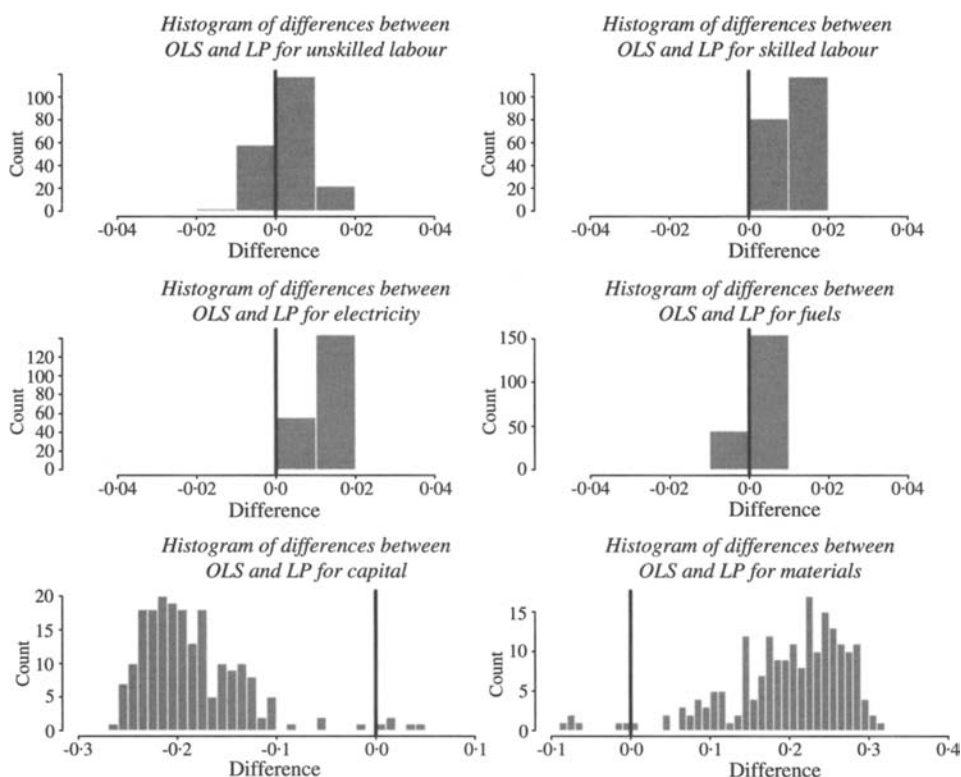 Histogram of differences between
OLS and LP for unskilled labour
Count
100
80
60
40
20
0
-0·04
-0·02
0·0
0·02
0·04
Difference
Histogram of differences between
OLS and LP for skilled labour
Count
100
80
60
40
20
0
-0·04
-0·02
0·0
0·02
0·04
Difference
Histogram of differences between
OLS and LP for electricity
Count
120
100
80
60
40
20
0
-0·04
-0·02
0·0
0·02
0·04
Difference
Histogram of differences between
OLS and LP for fuels
Count
150
100
50
0
-0·04
-0·02
0·0
0·02
0·04
Difference
Histogram of differences between
OLS and LP for capital
Count
20
15
10
5
0
-0·3
-0·2
-0·1
0·0
0·1
Difference
Histogram of differences between
OLS and LP for materials
Count
15
10
5
0
-0·1
0·0
0·1
0·2
0·3
0·4
Difference